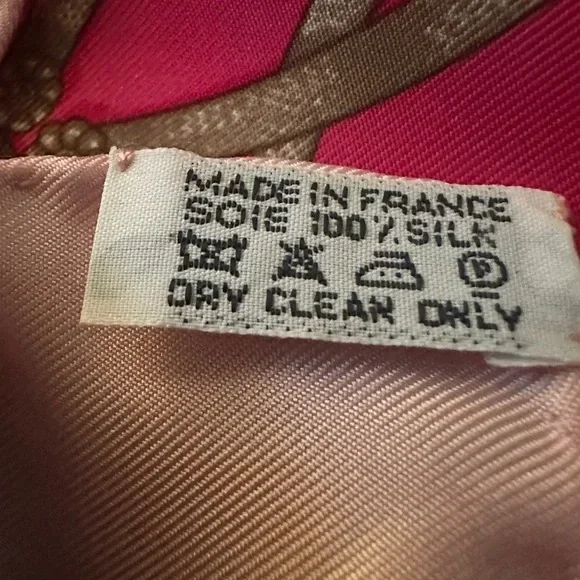 MADE IN FRANCE
SOIE 100% SILK
P
DRY CLEAN ONLY